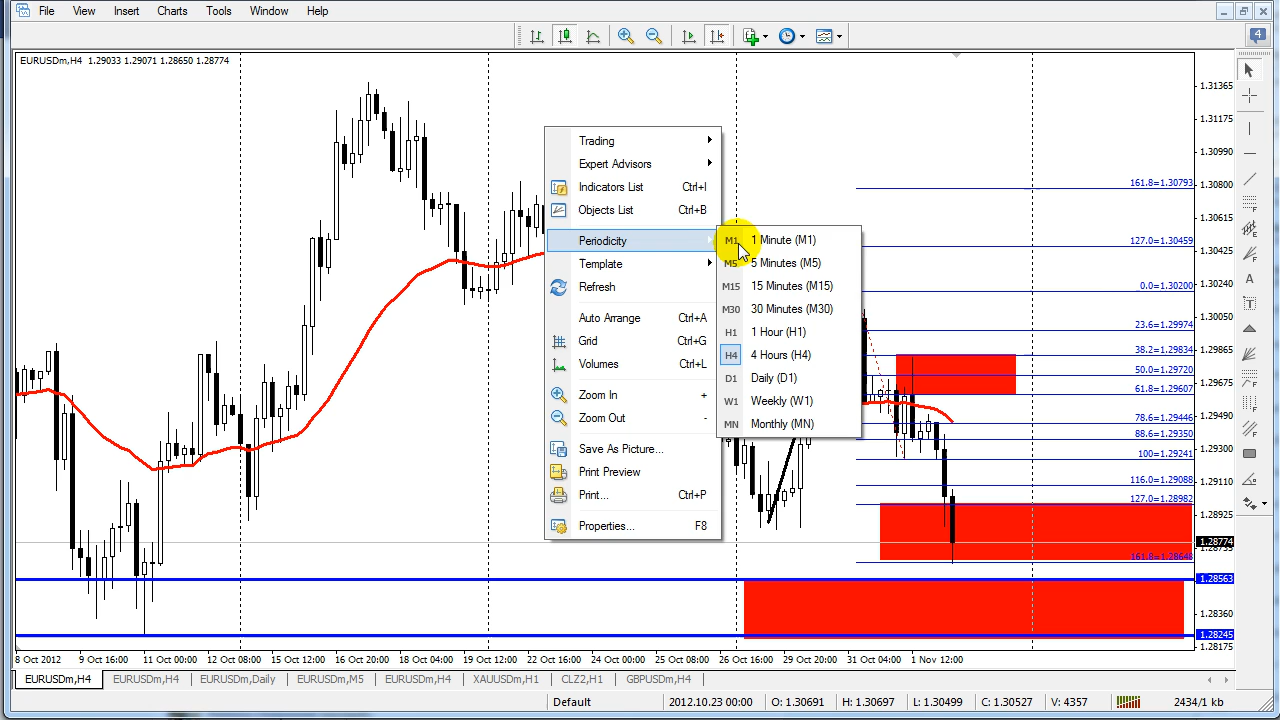 File View Insert Charts Tools Window Help
4
EURUSDm,H4 1.29033 1.29071 1.28650 1.28774
1.31365
1.31175
1.30990
1.30800
1.30615
1.30425
1.30240
1.30050
1.29865
1.29675
1.29490
1.29300
1.29110
1.28925
1.28774
1.28735
1.28563
1.28360
1.28245
1.28175
161.8=1.30793
127.0=1.30459
0.0=1.30200
23.6=1.29974
38.2=1.29834
50.0=1.29720
61.8=1.29607
78.6=1.29446
88.6=1.29350
100=1.29241
116.0=1.29088
127.0=1.28982
161.8=1.28648
Trading
Expert Advisors
Indicators List Ctrl+I
Objects List Ctrl+B
Periodicity
Template
Refresh
Auto Arrange Ctrl+A
Grid Ctrl+G
Volumes Ctrl+L
Zoom In +
Zoom Out -
Save As Picture...
Print Preview
Print... Ctrl+P
Properties... F8
M1 1 Minute (M1)
M5 5 Minutes (M5)
M15 15 Minutes (M15)
M30 30 Minutes (M30)
H1 1 Hour (H1)
H4 4 Hours (H4)
D1 Daily (D1)
W1 Weekly (W1)
MN Monthly (MN)
8 Oct 2012 9 Oct 16:00 11 Oct 00:00 12 Oct 08:00 15 Oct 12:00 16 Oct 20:00 18 Oct 04:00 19 Oct 12:00 22 Oct 16:00 24 Oct 00:00 25 Oct 08:00 26 Oct 16:00 29 Oct 20:00 31 Oct 04:00 1 Nov 12:00
EURUSDm,H4 EURUSDm,H4 EURUSDm,Daily EURUSDm,M5 EURUSDm,H4 XAUUSD,H1 CLZ2,H1 GBPUSDm,H4
Default 2012.10.23 00:00 O: 1.30691 H: 1.30697 L: 1.30499 C: 1.30527 V: 4357 2434/1 kb